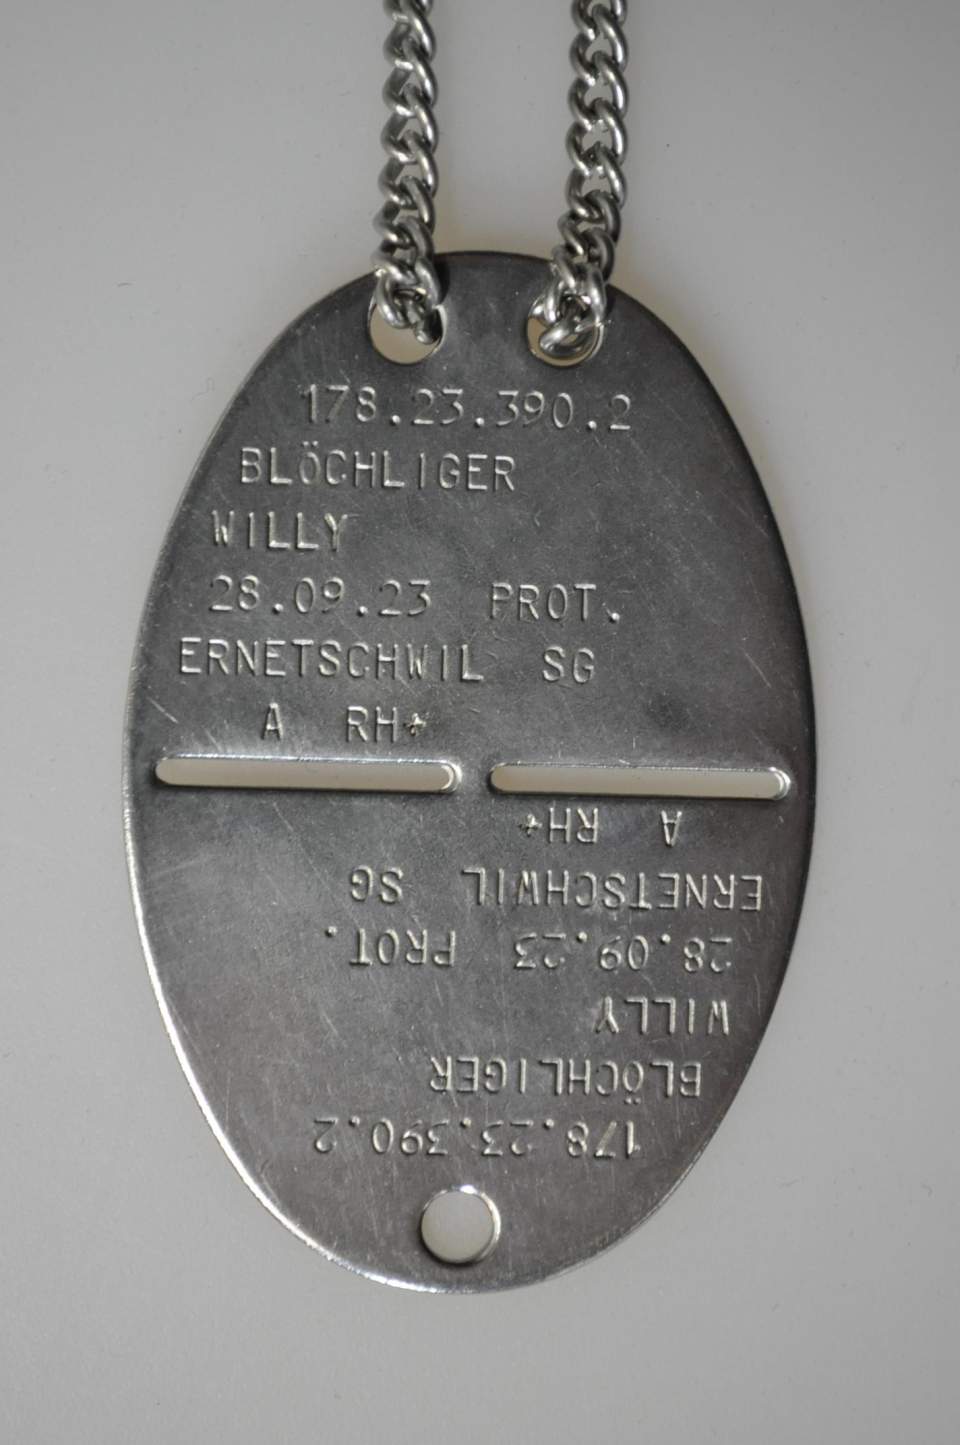 178.23.390.2
BLÖCHLIGER
WILLY
28.09.23 PROT.
ERNETSCHWIL SG
A RH+
A RH+
ERNETSCHWIL SG
28.09.23 PROT.
WILLY
BLÖCHLIGER
178.23.390.2